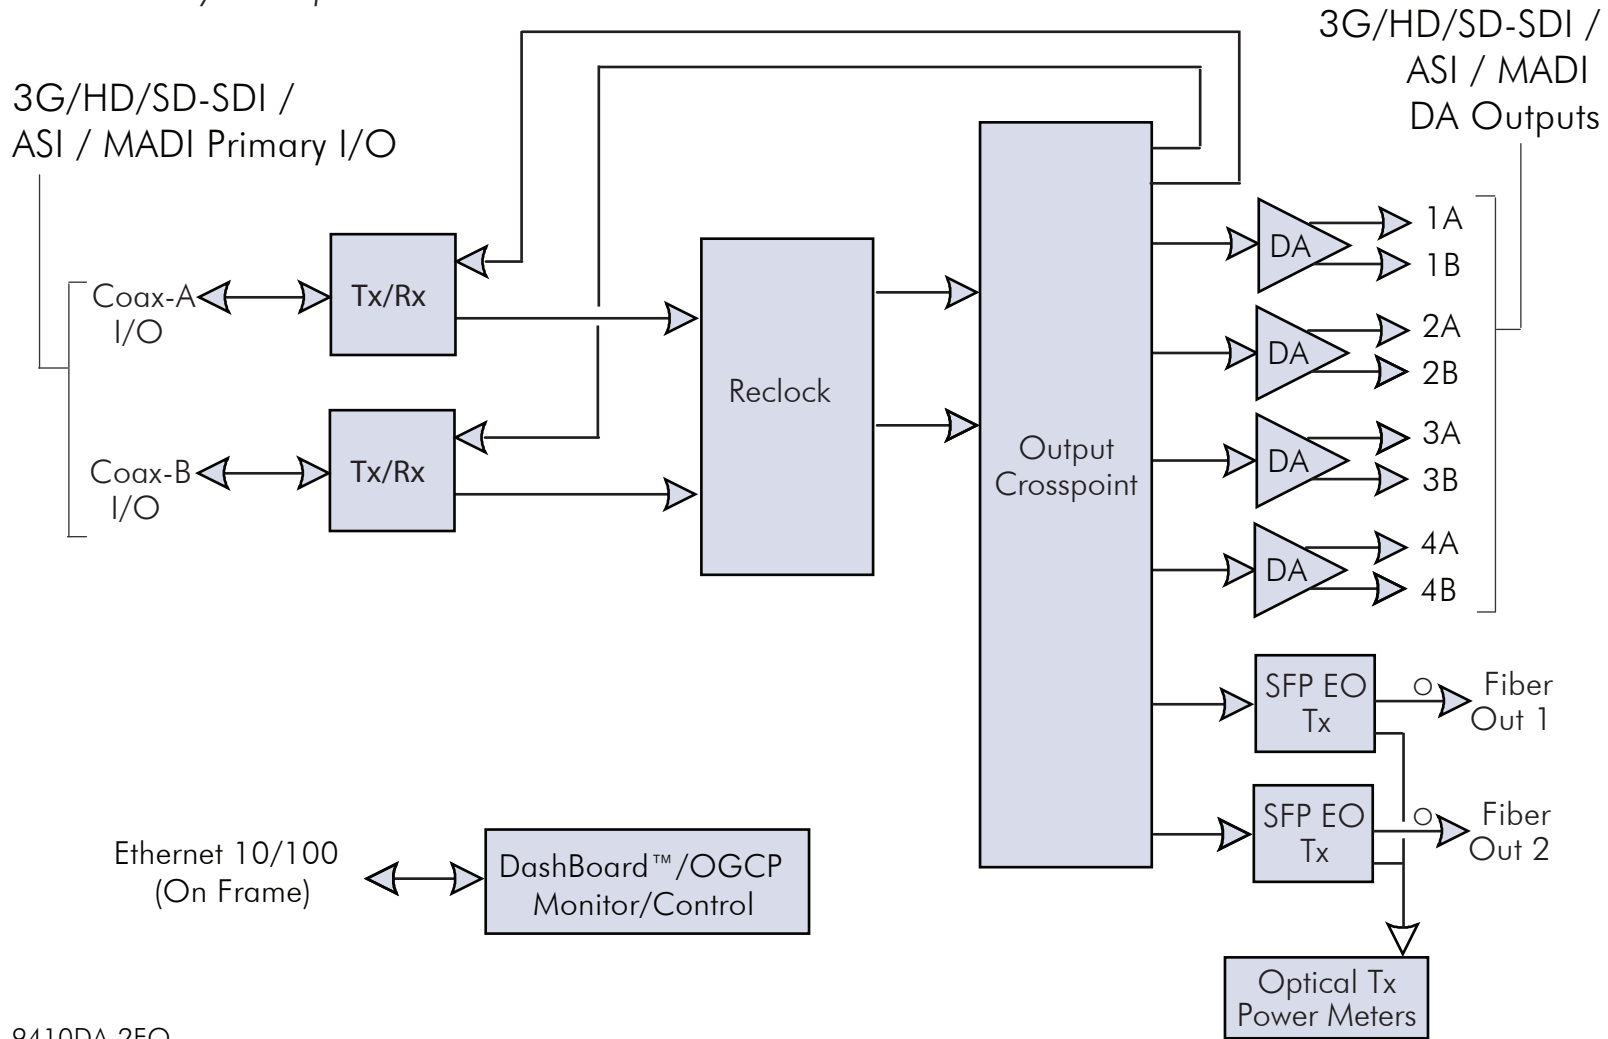 3G/HD/SD-SDI /
ASI / MADI
DA Outputs
3G/HD/SD-SDI /
ASI / MADI Primary I/O
Coax-A
I/O
Tx/Rx
Coax-B
I/O
Tx/Rx
Reclock
Output
Crosspoint
DA
1A
1B
DA
2A
2B
DA
3A
3B
DA
4A
4B
SFP EO
Tx
Fiber
Out 1
SFP EO
Tx
Fiber
Out 2
Ethernet 10/100
(On Frame)
DashBoard™/OGCP
Monitor/Control
Optical Tx
Power Meters
9410DA-2EO